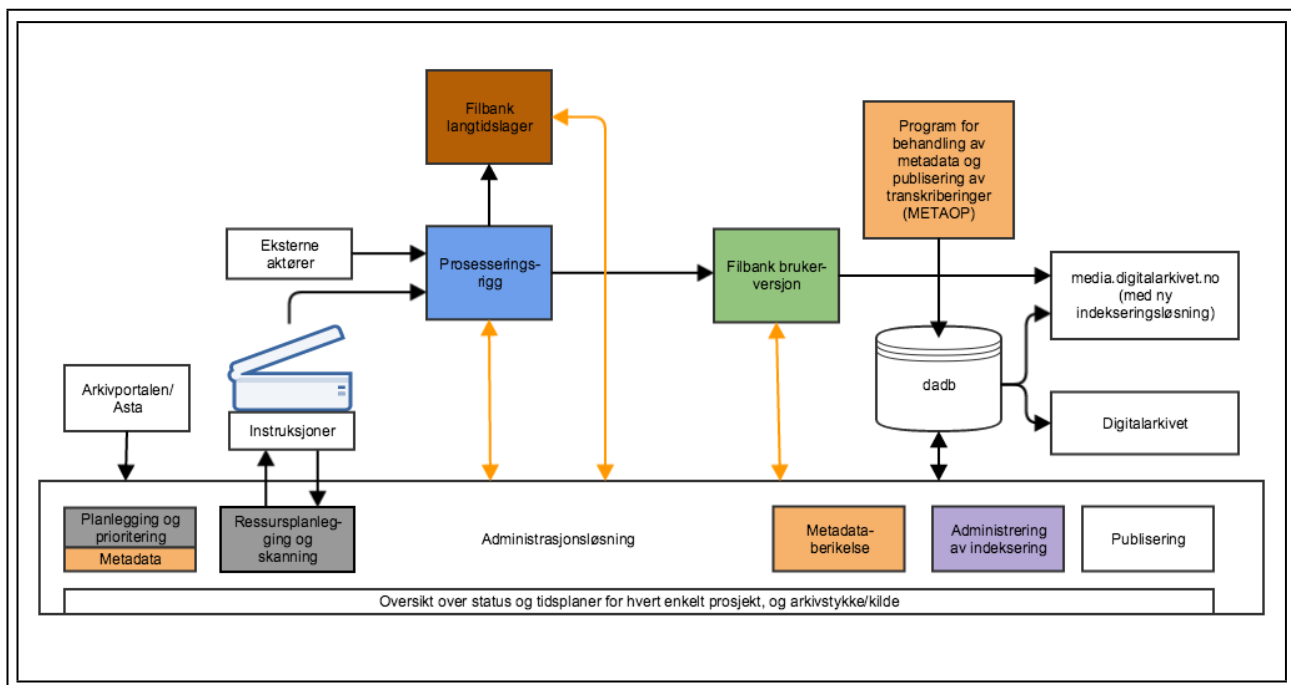 Filbank
langtidslager
Program for
behandling av
metadata og
publisering av
transkriberinger
(METAOP)
Eksterne
aktører
Prosesserings-
rigg
Filbank bruker-
versjon
media.digitalarkivet.no
(med ny
indekseringsløsning)
Arkivportalen/
Asta
Instruksjoner
dadb
Digitalarkivet
Planlegging og
prioritering
Metadata
Ressursplanleg-
ging og
skanning
Administrasjonsløsning
Metadata-
berikelse
Administrering
av indeksering
Publisering
Oversikt over status og tidsplaner for hvert enkelt prosjekt, og arkivstykke/kilde